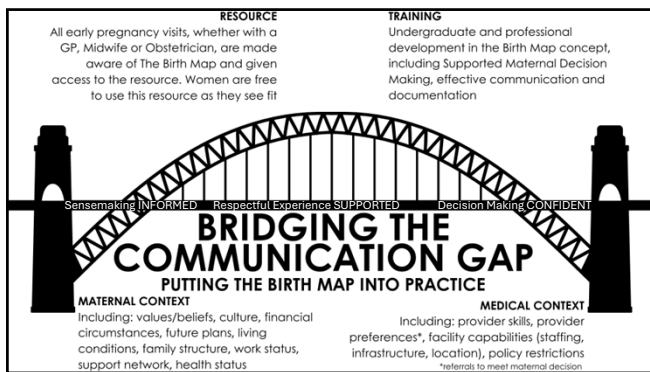 RESOURCE
All early pregnancy visits, whether with a
GP, Midwife or Obstetrician, are made
aware of The Birth Map and given
access to the resource. Women are free
to use this resource as they see fit
TRAINING
Undergraduate and professional
development in the Birth Map concept,
including Supported Maternal Decision
Making, effective communication and
documentation
Sensemaking INFORMED Respectful Experience SUPPORTED Decision Making CONFIDENT
BRIDGING THE
COMMUNICATION GAP
PUTTING THE BIRTH MAP INTO PRACTICE
MATERNAL CONTEXT
Including: values/beliefs, culture, financial
circumstances, future plans, living
conditions, family structure, work status,
support network, health status
MEDICAL CONTEXT
Including: provider skills, provider
preferences*, facility capabilities (staffing,
infrastructure, location), policy restrictions
*referrals to meet maternal decision